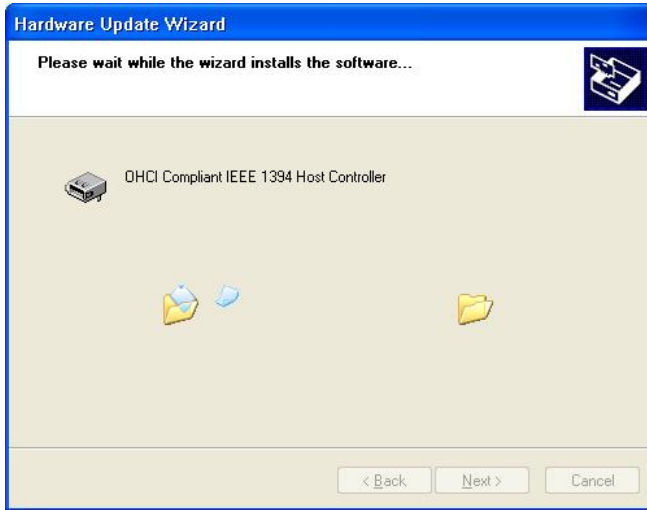 Hardware Update Wizard
Please wait while the wizard installs the software...
OHCI Compliant IEEE 1394 Host Controller
< Back Next > Cancel